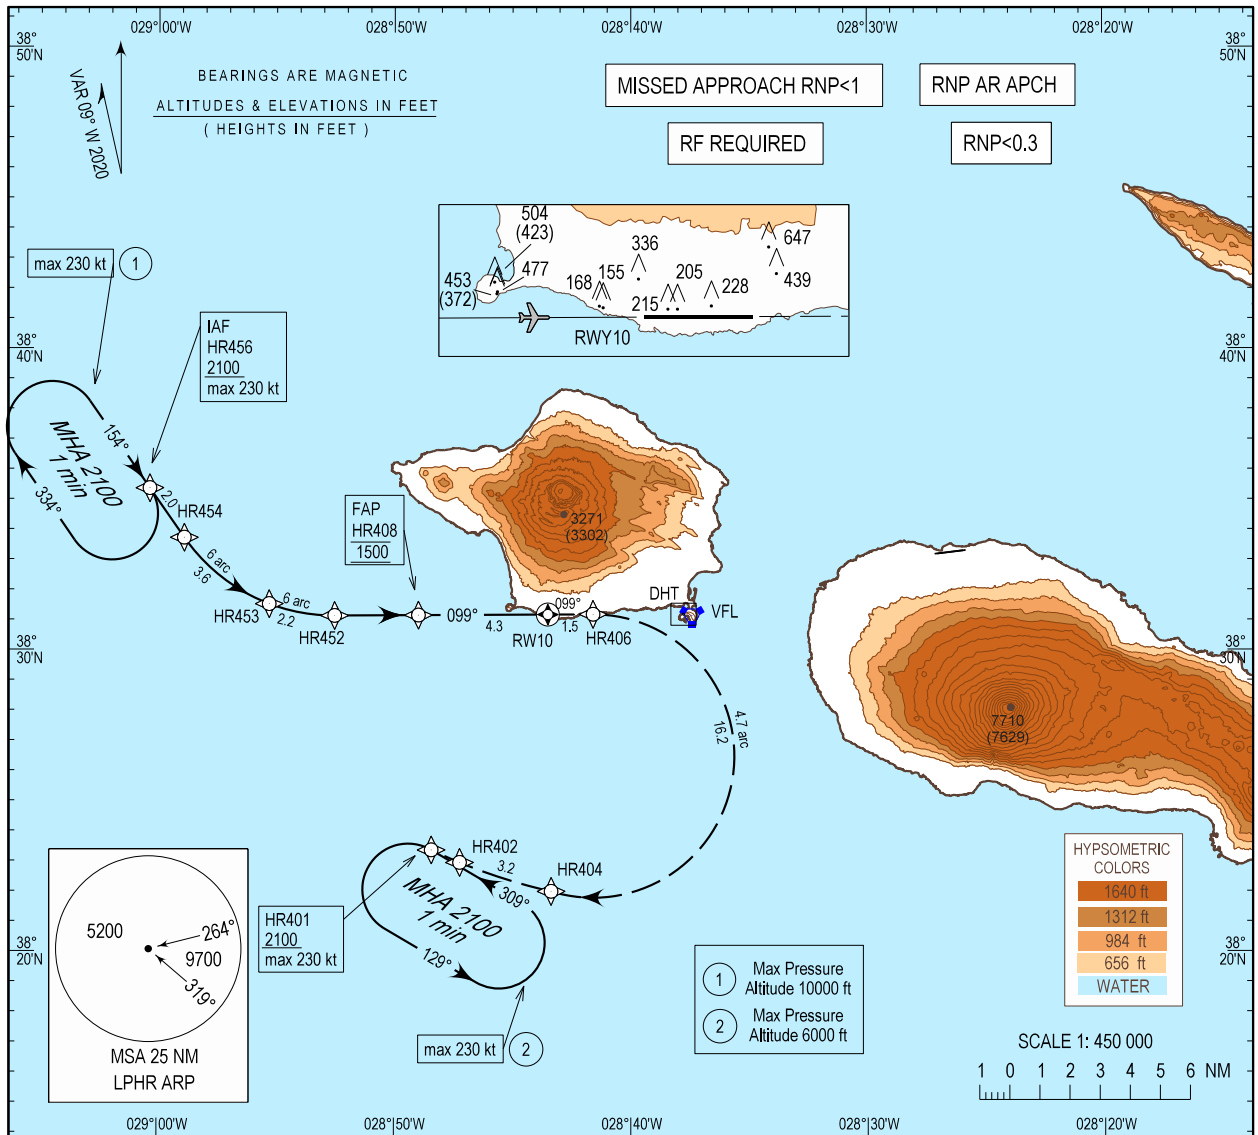 029°00'W
028°50'W
028°40'W
028°30'W
028°20'W
38°
50'N
38°
50'N
VAR 09° W 2020
BEARINGS ARE MAGNETIC
ALTITUDES & ELEVATIONS IN FEET
( HEIGHTS IN FEET )
MISSED APPROACH RNP<1
RNP AR APCH
RF REQUIRED
RNP<0.3
504
(423)
453
(372)
477
168
155
336
215
205
228
647
439
RWY10
max 230 kt
1
IAF
HR456
2100
max 230 kt
38°
40'N
38°
40'N
154°
MHA 2100
1 min
334°
2.0
HR454
6 arc
3.6
HR453
6 arc
2.2
HR452
FAP
HR408
1500
099°
4.3
RW10
099°
1.5
HR406
3271
(3302)
DHT
VFL
38°
30'N
38°
30'N
4.7 arc
16.2
7710
(7629)
HR402
3.2
HR404
309°
MHA 2100
1 min
129°
HR401
2100
max 230 kt
max 230 kt
2
5200
264°
9700
319°
MSA 25 NM
LPHR ARP
38°
20'N
38°
20'N
1
Max Pressure
Altitude 10000 ft
2
Max Pressure
Altitude 6000 ft
HYPSOMETRIC
COLORS
1640 ft
1312 ft
984 ft
656 ft
WATER
SCALE 1: 450 000
1 0 1 2 3 4 5 6 NM
029°00'W
028°50'W
028°40'W
028°30'W
028°20'W